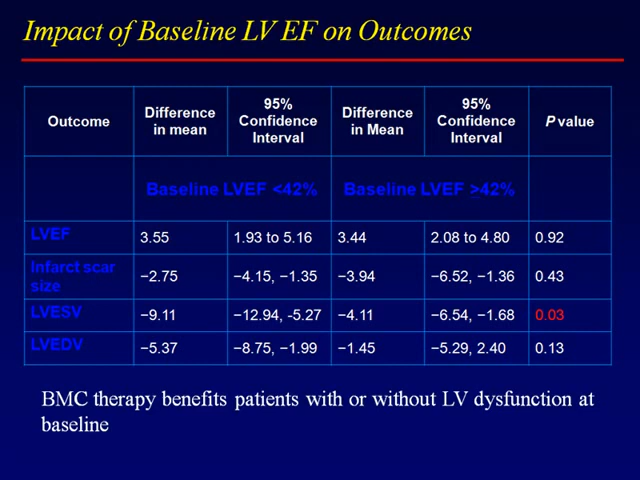 Impact of Baseline LV EF on Outcomes
Outcome Difference in mean 95% Confidence Interval Difference in Mean 95% Confidence Interval P value
Baseline LVEF <42% Baseline LVEF ≥42%
LVEF 3.55 1.93 to 5.16 3.44 2.08 to 4.80 0.92
Infarct scar size −2.75 −4.15, −1.35 −3.94 −6.52, −1.36 0.43
LVESV −9.11 −12.94, -5.27 −4.11 −6.54, −1.68 0.03
LVEDV −5.37 −8.75, −1.99 −1.45 −5.29, 2.40 0.13
BMC therapy benefits patients with or without LV dysfunction at
baseline